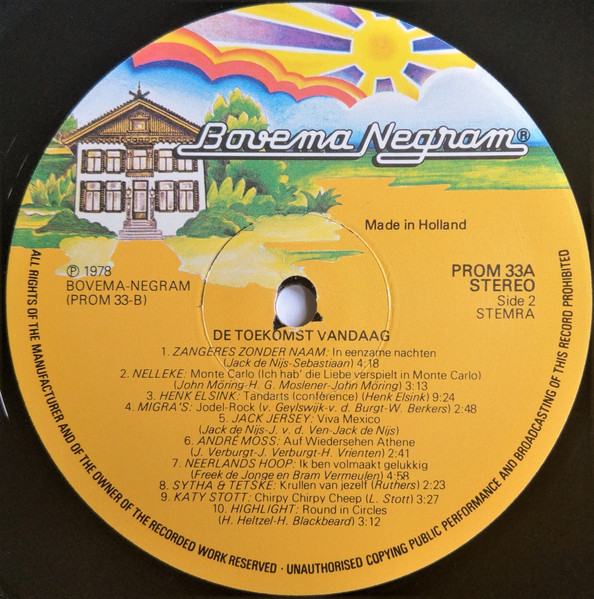 Bovema Negram®
Made in Holland
℗ 1978
BOVEMA-NEGRAM
(PROM 33-B)
PROM 33A
STEREO
Side 2
STEMRA
DE TOEKOMST VANDAAG
1. ZANGERES ZONDER NAAM: In eenzame nachten
(Jack de Nijs-Sebastiaan) 4:18
2. NELLEKE: Monte Carlo (Ich hab' die Liebe verspielt in Monte Carlo)
(John Möring-H. G. Moslener-John Möring) 3:13
3. HENK ELSINK: Tandarts (conférence) (Henk Elsink) 9:24
4. MIGRA'S: Jodel-Rock (v. Geylswijk-v. d. Burgt-W. Berkers) 2:48
5. JACK JERSEY: Viva Mexico
(Jack de Nijs-J. v. d. Ven-Jack de Nijs)
6. ANDRÉ MOSS: Auf Wiedersehen Athene
(J. Verburgt-J. Verburgt-H. Vrienten) 2:41
7. NEERLANDS HOOP: Ik ben volmaakt gelukkig
(Freek de Jonge en Bram Vermeulen) 4:58
8. SYTHA & TETSKE: Krullen van jezelf (Ruthers) 2:23
9. KATY STOTT: Chirpy Chirpy Cheep (L. Stott) 3:27
10. HIGHLIGHT: Round in Circles
(H. Heltzel-H. Blackbeard) 3:12
ALL RIGHTS OF THE MANUFACTURER AND OF THE OWNER OF THE RECORDED WORK RESERVED · UNAUTHORISED COPYING PUBLIC PERFORMANCE AND BROADCASTING OF THIS RECORD PROHIBITED